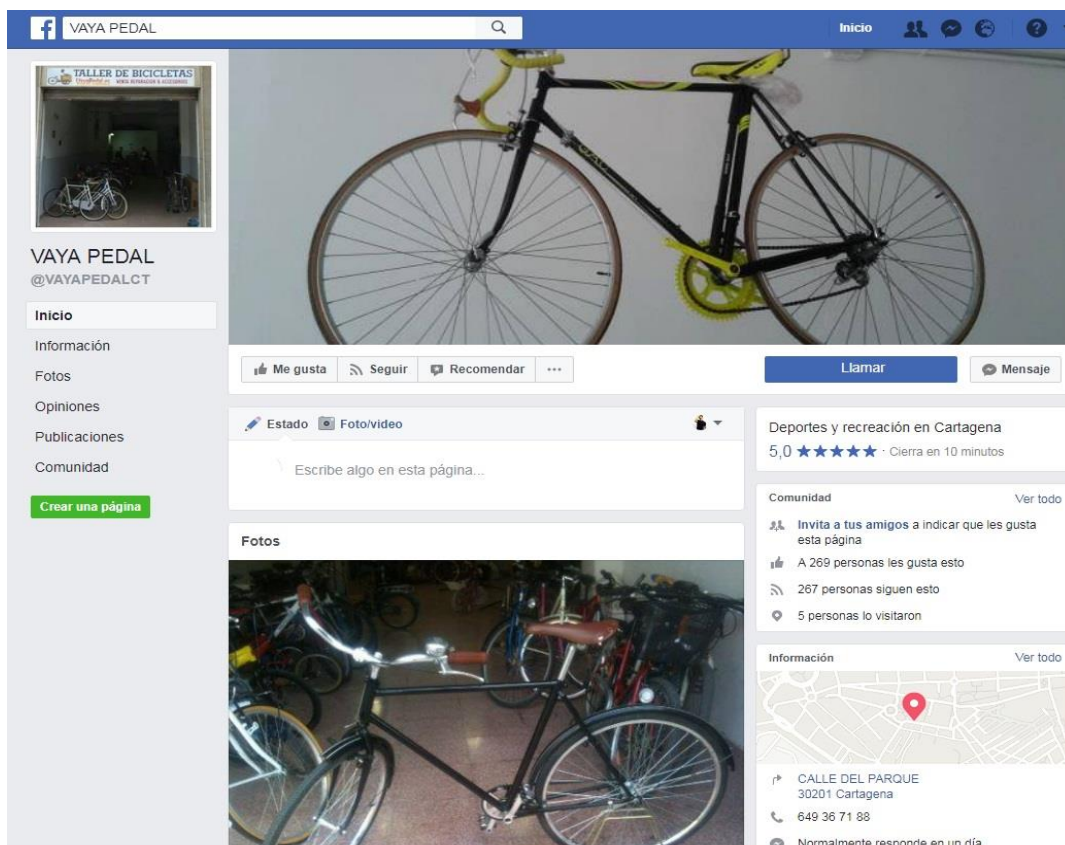 VAYA PEDAL
Inicio
TALLER DE BICICLETAS
VAYA PEDAL
@VAYAPEDALCT
Inicio
Información
Fotos
Opiniones
Publicaciones
Comunidad
Crear una página
Me gusta
Seguir
Recomendar
Llamar
Mensaje
Estado
Foto/video
Escribe algo en esta página...
Fotos
Deportes y recreación en Cartagena
5,0 ★★★★★ · Cierra en 10 minutos
Comunidad
Ver todo
Invita a tus amigos a indicar que les gusta
esta página
A 269 personas les gusta esto
267 personas siguen esto
5 personas lo visitaron
Información
Ver todo
CALLE DEL PARQUE
30201 Cartagena
649 36 71 88
Normalmente responde en un día